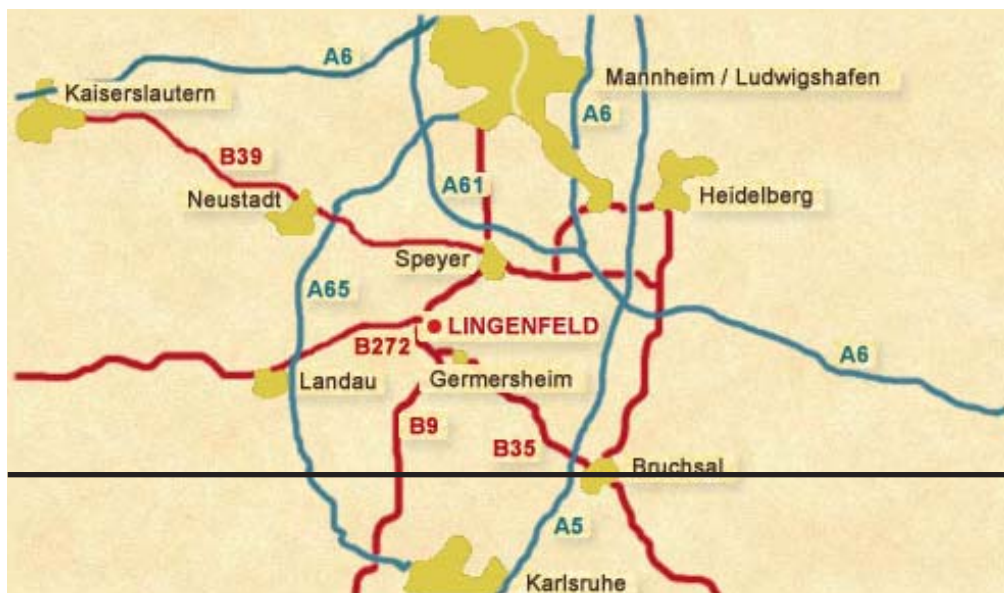 A6
Mannheim / Ludwigshafen
Kaiserslautern
A6
B39
A61
Neustadt
Heidelberg
Speyer
A65
LINGENFELD
B272
A6
Landau
Germersheim
B9
B35
Bruchsal
A5
Karlsruhe